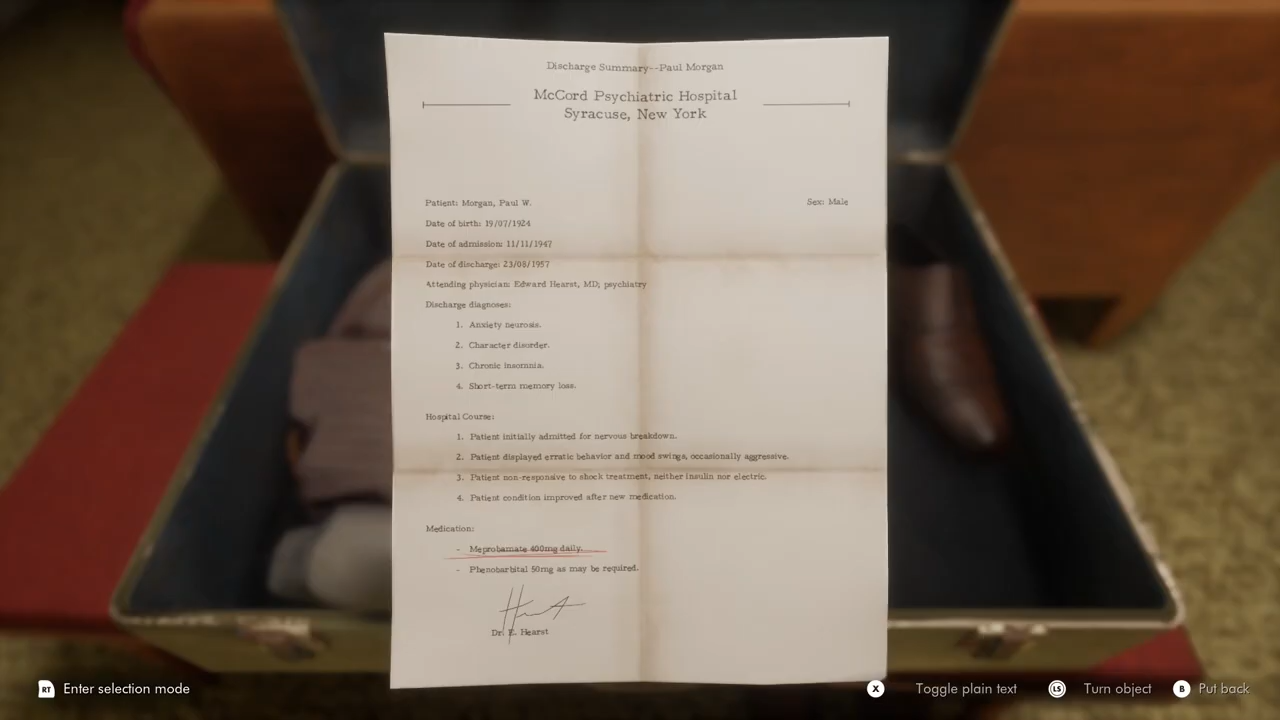 Discharge Summary--Paul Morgan
McCord Psychiatric Hospital
Syracuse, New York
Patient: Morgan, Paul W.
Sex: Male
Date of birth: 19/07/1924
Date of admission: 11/11/1947
Date of discharge: 23/08/1957
Attending physician: Edward Hearst, MD; psychiatry
Discharge diagnoses:
1. Anxiety neurosis.
2. Character disorder.
3. Chronic insomnia.
4. Short-term memory loss.
Hospital Course:
1. Patient initially admitted for nervous breakdown.
2. Patient displayed erratic behavior and mood swings, occasionally aggressive.
3. Patient non-responsive to shock treatment, neither insulin nor electric.
4. Patient condition improved after new medication.
Medication:
- Meprobamate 400mg daily.
- Phenobarbital 50mg as may be required.
Dr. E. Hearst
RT Enter selection mode
X Toggle plain text
LS Turn object
B Put back